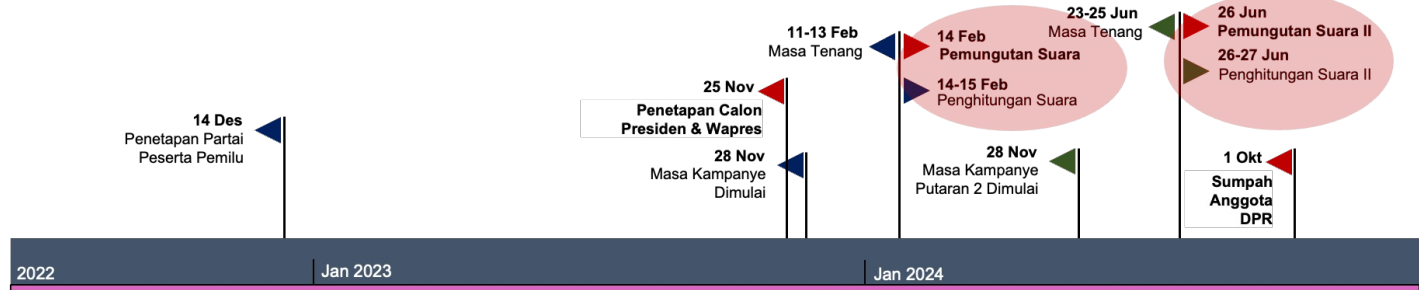 14 Des
Penetapan Partai
Peserta Pemilu
25 Nov
Penetapan Calon
Presiden & Wapres
28 Nov
Masa Kampanye
Dimulai
11-13 Feb
Masa Tenang
14 Feb
Pemungutan Suara
14-15 Feb
Penghitungan Suara
28 Nov
Masa Kampanye
Putaran 2 Dimulai
23-25 Jun
Masa Tenang
26 Jun
Pemungutan Suara II
26-27 Jun
Penghitungan Suara II
1 Okt
Sumpah
Anggota
DPR
2022
Jan 2023
Jan 2024